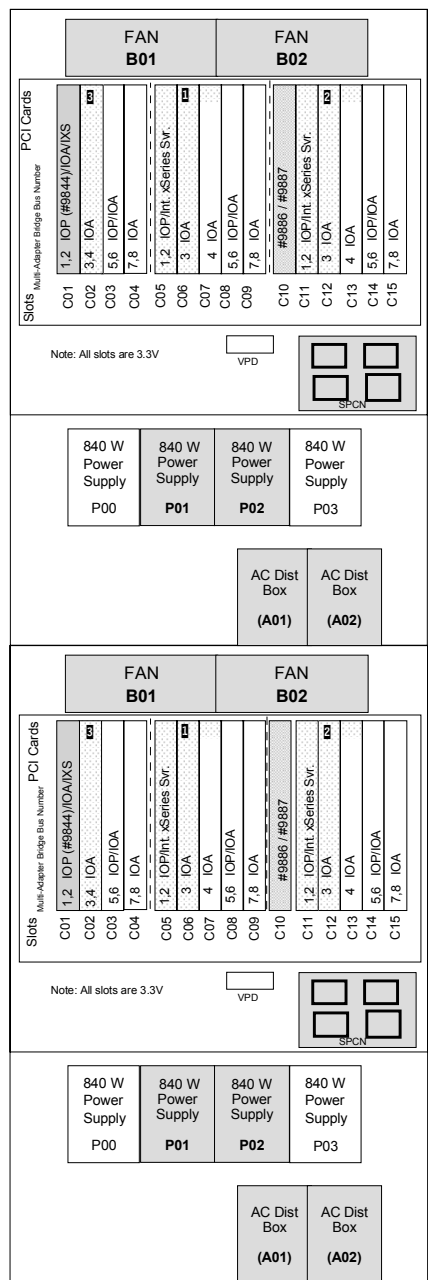 FAN
B01
FAN
B02
Slots
Multi-Adapter Bridge Bus Number
PCI Cards
C01 1,2 IOP (#9844)/IOA/IXS
C02 3,4 IOA 3
C03 5,6 IOP/IOA
C04 7,8 IOA
C05 1,2 IOP/Int. xSeries Svr.
C06 3 IOA 1
C07 4 IOA
C08 5,6 IOP/IOA
C09 7,8 IOA
C10 #9886 / #9887
C11 1,2 IOP/Int. xSeries Svr.
C12 3 IOA 2
C13 4 IOA
C14 5,6 IOP/IOA
C15 7,8 IOA
Note: All slots are 3.3V
VPD
SPCN
840 W
Power
Supply
P00
840 W
Power
Supply
P01
840 W
Power
Supply
P02
840 W
Power
Supply
P03
AC Dist
Box
(A01)
AC Dist
Box
(A02)
FAN
B01
FAN
B02
Slots
Multi-Adapter Bridge Bus Number
PCI Cards
C01 1,2 IOP (#9844)/IOA/IXS
C02 3,4 IOA 3
C03 5,6 IOP/IOA
C04 7,8 IOA
C05 1,2 IOP/Int. xSeries Svr.
C06 3 IOA 1
C07 4 IOA
C08 5,6 IOP/IOA
C09 7,8 IOA
C10 #9886 / #9887
C11 1,2 IOP/Int. xSeries Svr.
C12 3 IOA 2
C13 4 IOA
C14 5,6 IOP/IOA
C15 7,8 IOA
Note: All slots are 3.3V
VPD
SPCN
840 W
Power
Supply
P00
840 W
Power
Supply
P01
840 W
Power
Supply
P02
840 W
Power
Supply
P03
AC Dist
Box
(A01)
AC Dist
Box
(A02)